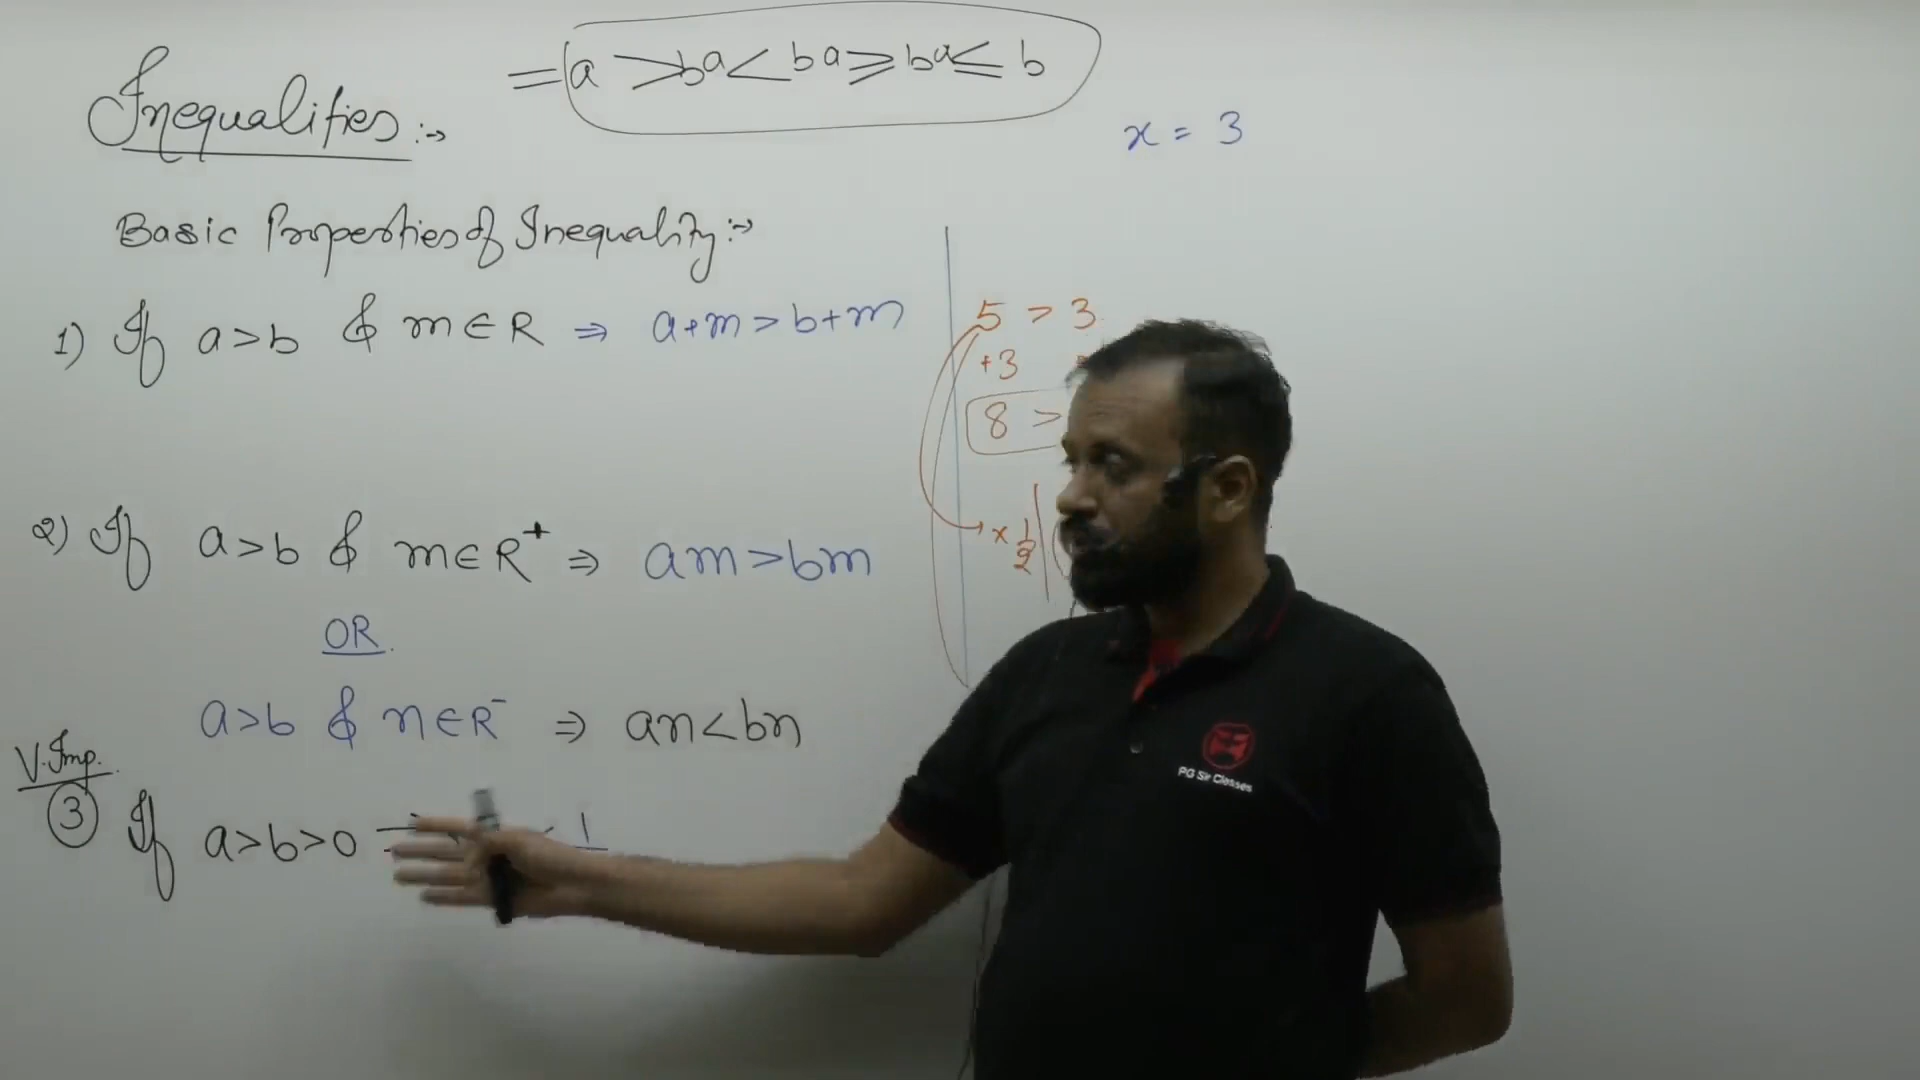 Inequalities :→ = a > b a < b a ≥ b a ≤ b
x = 3
Basic Properties of Inequality :→
1) If a > b & m ∈ R ⇒ a+m > b+m
5 > 3
+3
8 >
2) If a > b & m ∈ R⁺ ⇒ am > bm
× 1/2
OR
a > b & n ∈ R⁻ ⇒ an < bn
V. Imp.
3 If a > b > 0 < 1
PG Sir Classes